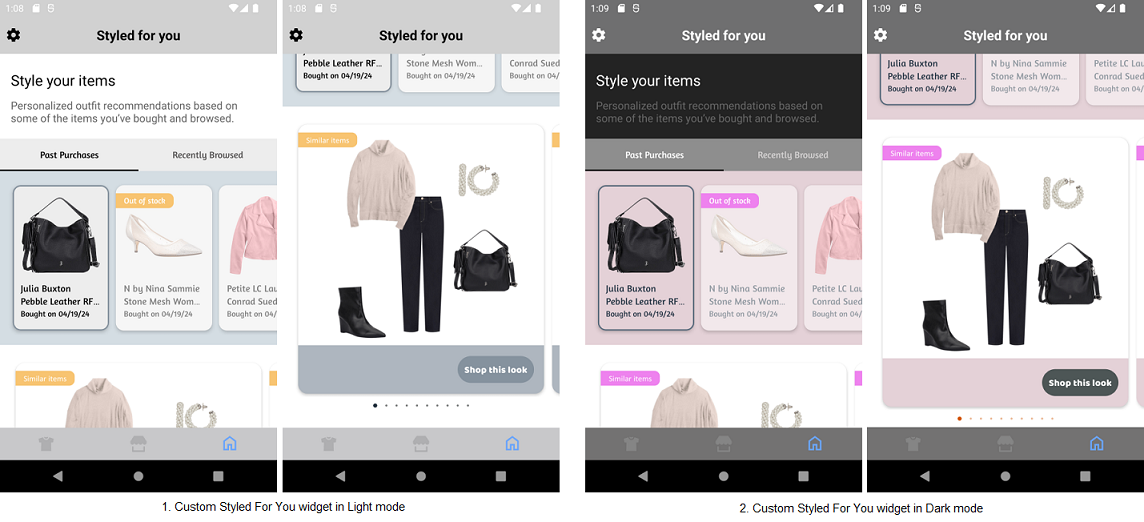 1:08
Styled for you
Style your items
Personalized outfit recommendations based on
some of the items you've bought and browsed.
Past Purchases
Recently Browsed
Out of stock
Julia Buxton
Pebble Leather RF...
Bought on 04/19/24
N by Nina Sammie
Stone Mesh Wom...
Bought on 04/19/24
Petite LC Lau
Conrad Sued
Bought on 04
Similar items
1:08
Styled for you
Julia Buxton
Pebble Leather RF...
Bought on 04/19/24
N by Nina Sammie
Stone Mesh Wom...
Bought on 04/19/24
Conrad Sued
Bought on 04
Similar items
Shop this look
1. Custom Styled For You widget in Light mode
1:09
Styled for you
Style your items
Personalized outfit recommendations based on
some of the items you've bought and browsed.
Past Purchases
Recently Browsed
Out of stock
Julia Buxton
Pebble Leather RF...
Bought on 04/19/24
N by Nina Sammie
Stone Mesh Wom...
Bought on 04/19/24
Petite LC Lau
Conrad Sued
Bought on 04
Similar items
1:09
Styled for you
Julia Buxton
Pebble Leather RF...
Bought on 04/19/24
N by Nina Sammie
Stone Mesh Wom...
Bought on 04/19/24
Petite LC Lau
Conrad Sued
Bought on 04
Similar items
Shop this look
2. Custom Styled For You widget in Dark mode